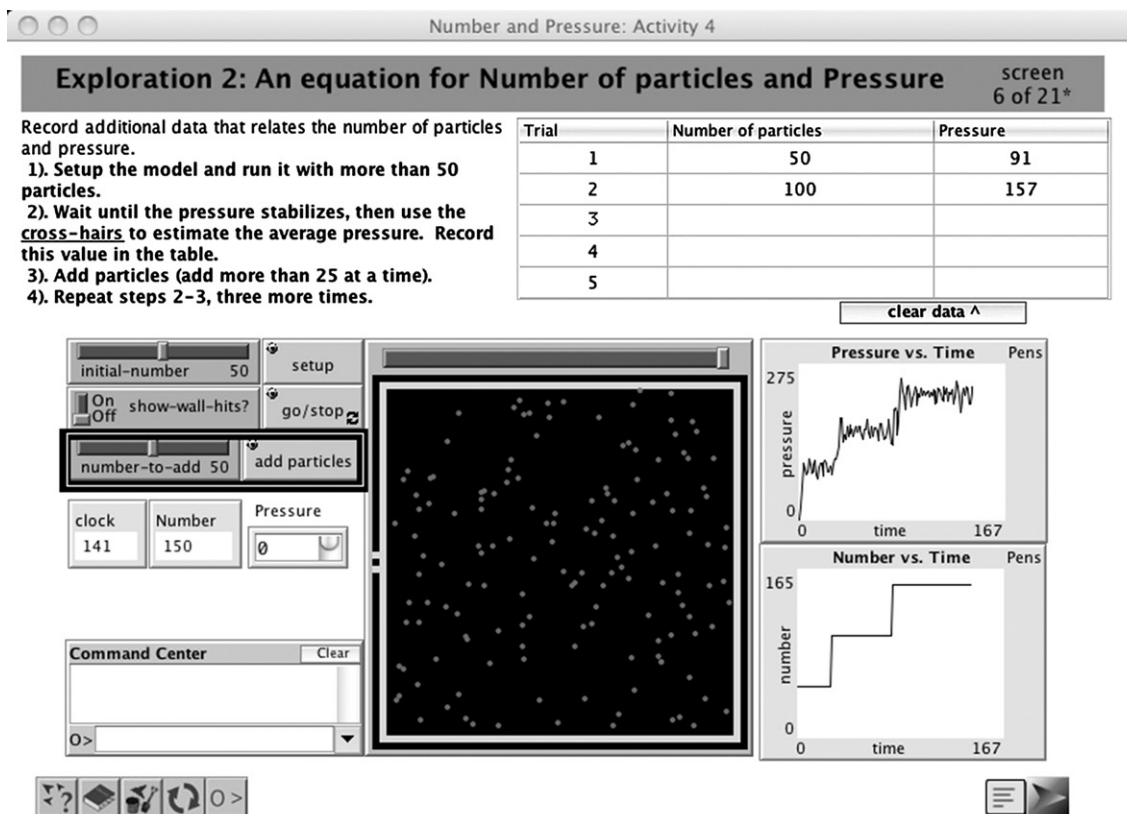 Number and Pressure: Activity 4
Exploration 2: An equation for Number of particles and Pressure
screen
6 of 21*
Record additional data that relates the number of particles
and pressure.
1). Setup the model and run it with more than 50
particles.
2). Wait until the pressure stabilizes, then use the
cross-hairs to estimate the average pressure. Record
this value in the table.
3). Add particles (add more than 25 at a time).
4). Repeat steps 2-3, three more times.
Trial Number of particles Pressure
1 50 91
2 100 157
3
4
5
clear data ^
initial-number 50
setup
On
Off
show-wall-hits?
go/stop
number-to-add 50
add particles
clock
141
Number
150
Pressure
0
Command Center
Clear
O>
Pressure vs. Time
Pens
275
pressure
0
0 time 167
Number vs. Time
Pens
165
number
0
0 time 167
?
O >